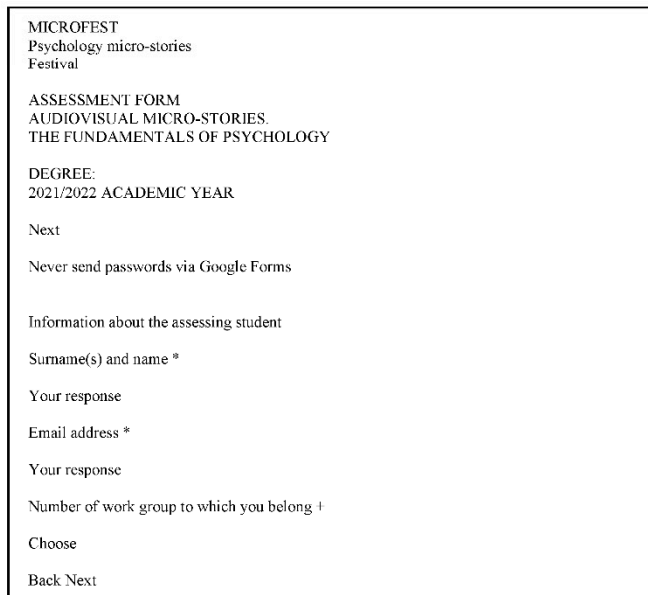 MICROFEST
Psychology micro-stories
Festival
ASSESSMENT FORM
AUDIOVISUAL MICRO-STORIES.
THE FUNDAMENTALS OF PSYCHOLOGY
DEGREE:
2021/2022 ACADEMIC YEAR
Next
Never send passwords via Google Forms
Information about the assessing student
Surname(s) and name *
Your response
Email address *
Your response
Number of work group to which you belong +
Choose
Back Next